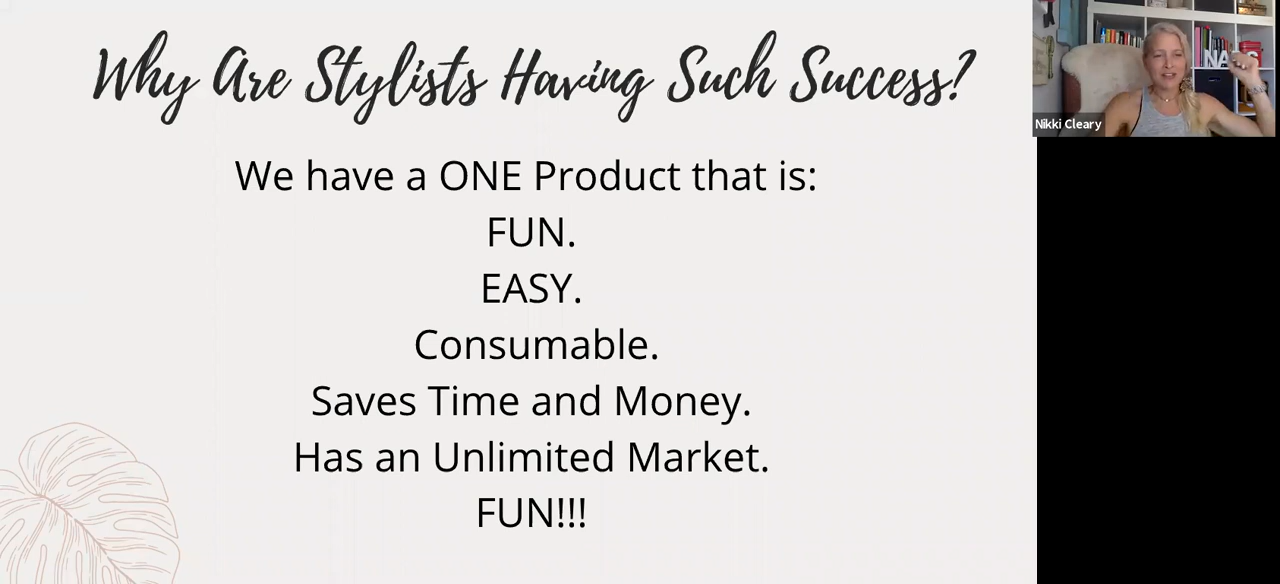 Why Are Stylists Having Such Success?
We have a ONE Product that is:
FUN.
EASY.
Consumable.
Saves Time and Money.
Has an Unlimited Market.
FUN!!!
Nikki Cleary